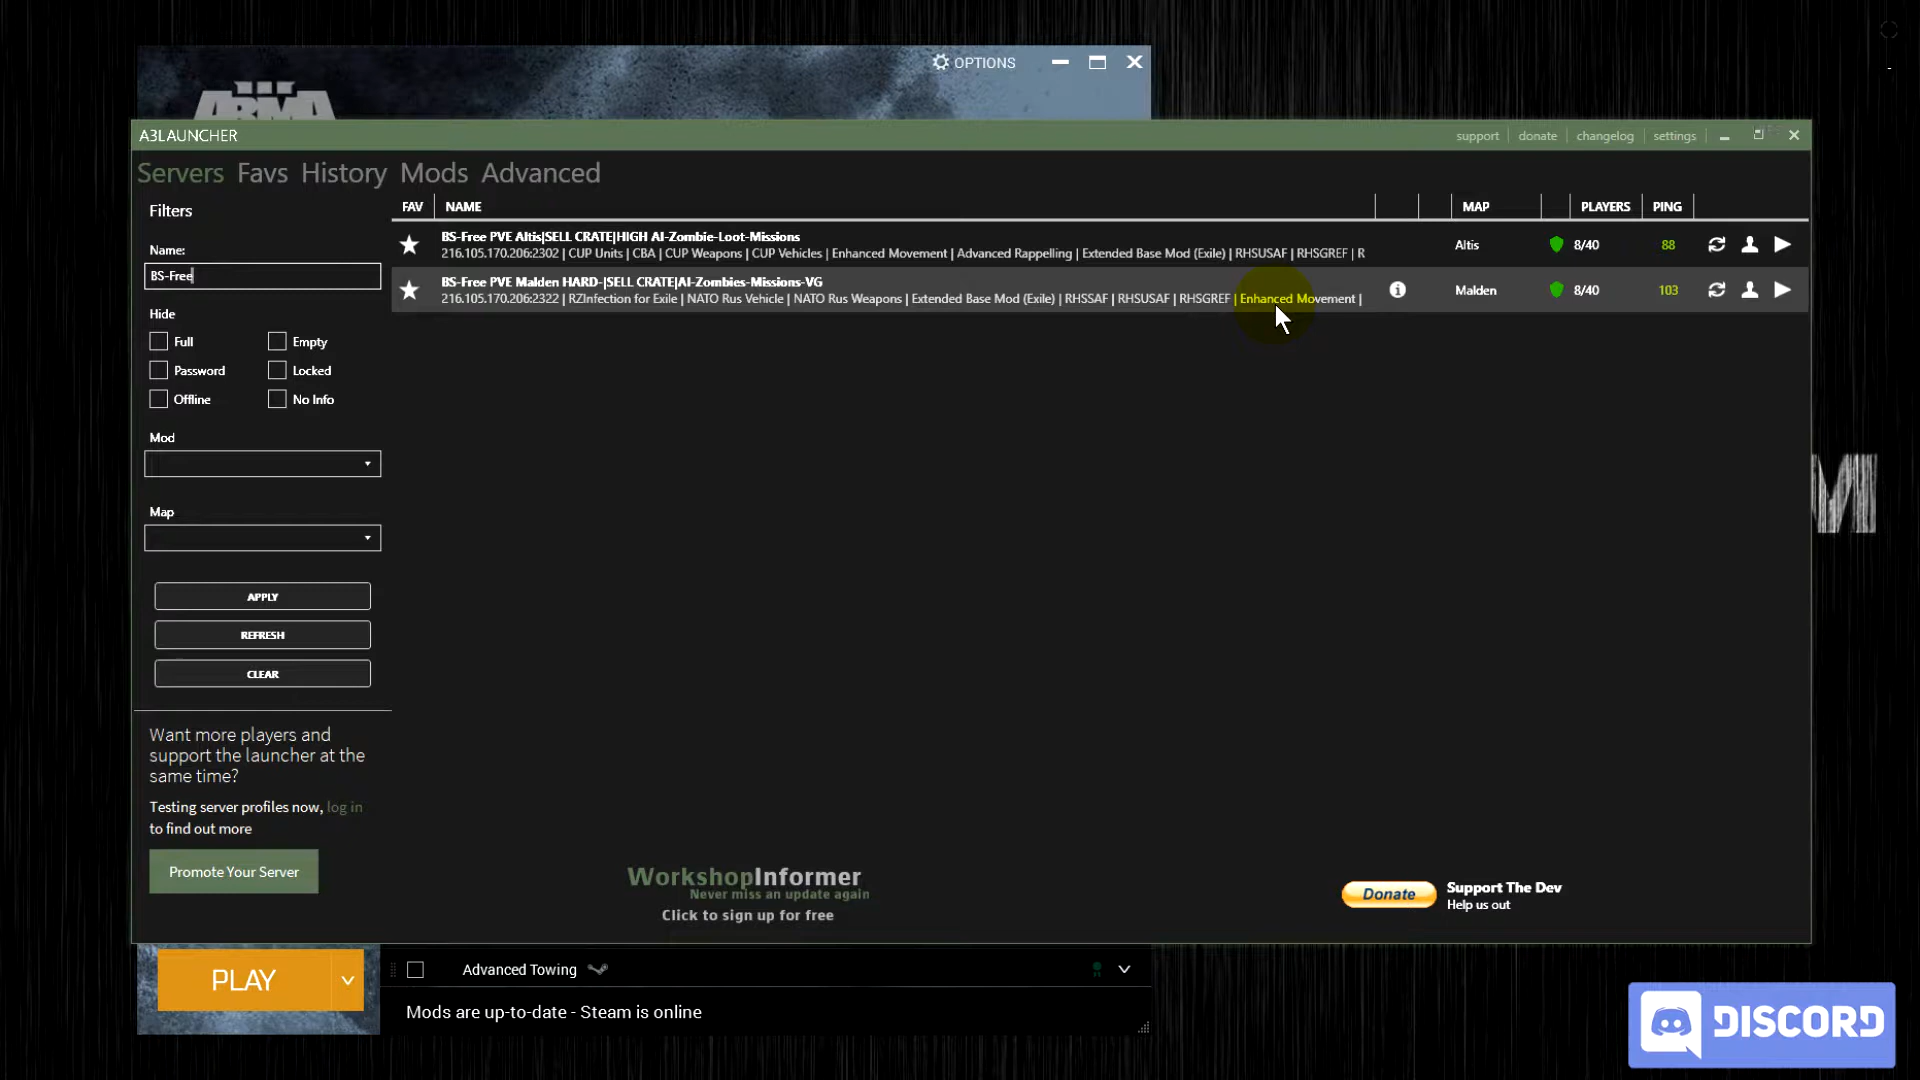 OPTIONS
ARMA III
A3LAUNCHER
support | donate | changelog | settings
Servers Favs History Mods Advanced
Filters
FAV NAME MAP PLAYERS PING
BS-Free PVE Altis|SELL CRATE|HIGH AI-Zombie-Loot-Missions
216.105.170.206:2302 | CUP Units | CBA | CUP Weapons | CUP Vehicles | Enhanced Movement | Advanced Rappelling | Extended Base Mod (Exile) | RHSUSAF | RHSGREF | R
Altis 8/40 88
BS-Free PVE Malden HARD-|SELL CRATE|AI-Zombies-Missions-VG
216.105.170.206:2322 | RZInfection for Exile | NATO Rus Vehicle | NATO Rus Weapons | Extended Base Mod (Exile) | RHSSAF | RHSUSAF | RHSGREF | Enhanced Movement |
Malden 8/40 103
Name:
BS-Free
Hide
Full Empty
Password Locked
Offline No Info
Mod
Map
APPLY
REFRESH
CLEAR
Want more players and
support the launcher at the
same time?
Testing server profiles now, log in
to find out more
Promote Your Server
WorkshopInformer
Never miss an update again
Click to sign up for free
Donate
Support The Dev
Help us out
PLAY
Advanced Towing
Mods are up-to-date - Steam is online
DISCORD